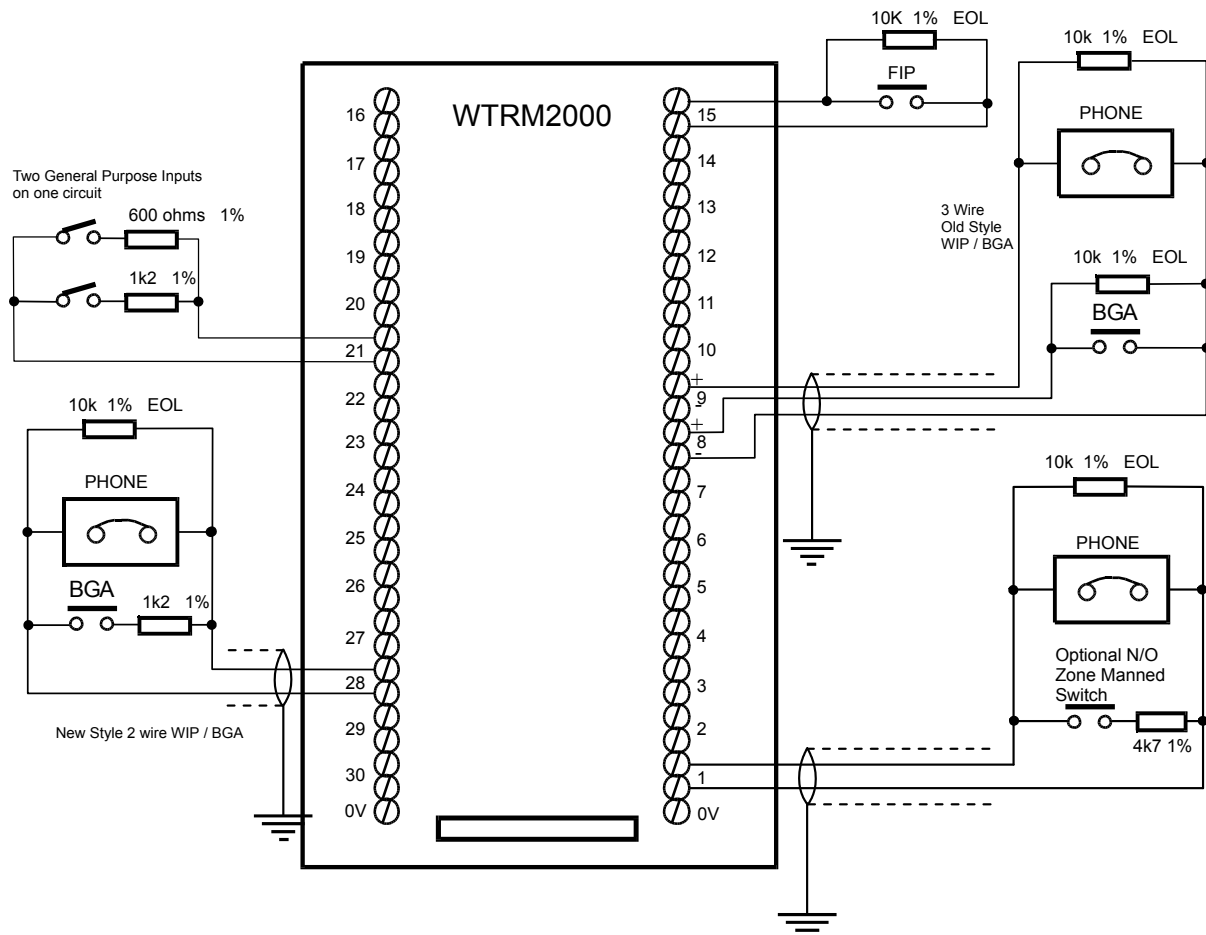 10K 1% EOL
FIP
10k 1% EOL
PHONE
3 Wire
Old Style
WIP / BGA
10k 1% EOL
BGA
WTRM2000
16
17
18
19
20
21
22
23
24
25
26
27
28
29
30
0V
15
14
13
12
11
10
+
9
-
+
8
-
7
6
5
4
3
2
1
0V
Two General Purpose Inputs
on one circuit
600 ohms 1%
1k2 1%
10k 1% EOL
PHONE
BGA
1k2 1%
New Style 2 wire WIP / BGA
10k 1% EOL
PHONE
Optional N/O
Zone Manned
Switch
4k7 1%